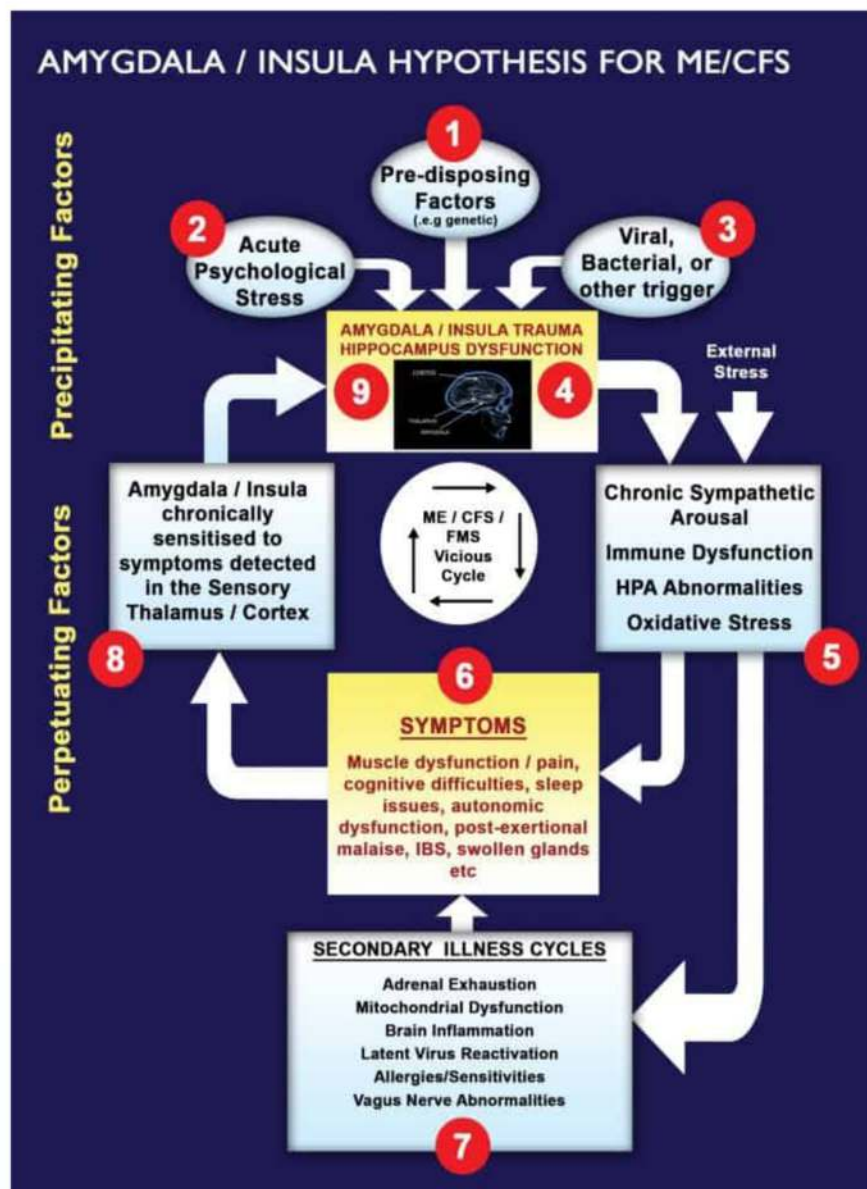 AMYGDALA / INSULA HYPOTHESIS FOR ME/CFS
Precipitating Factors
1
Pre-disposing
Factors
(.e.g genetic)
2
Acute
Psychological
Stress
3
Viral,
Bacterial, or
other trigger
AMYGDALA / INSULA TRAUMA
HIPPOCAMPUS DYSFUNCTION
9
CORTEX
THALAMUS
AMYGDALA
4
External
Stress
Chronic Sympathetic
Arousal
Immune Dysfunction
HPA Abnormalities
Oxidative Stress
5
ME / CFS /
FMS
Vicious
Cycle
Perpetuating Factors
Amygdala / Insula
chronically
sensitised to
symptoms detected
in the Sensory
Thalamus / Cortex
8
6
SYMPTOMS
Muscle dysfunction / pain,
cognitive difficulties, sleep
issues, autonomic
dysfunction, post-exertional
malaise, IBS, swollen glands
etc
SECONDARY ILLNESS CYCLES
Adrenal Exhaustion
Mitochondrial Dysfunction
Brain Inflammation
Latent Virus Reactivation
Allergies/Sensitivities
Vagus Nerve Abnormalities
7